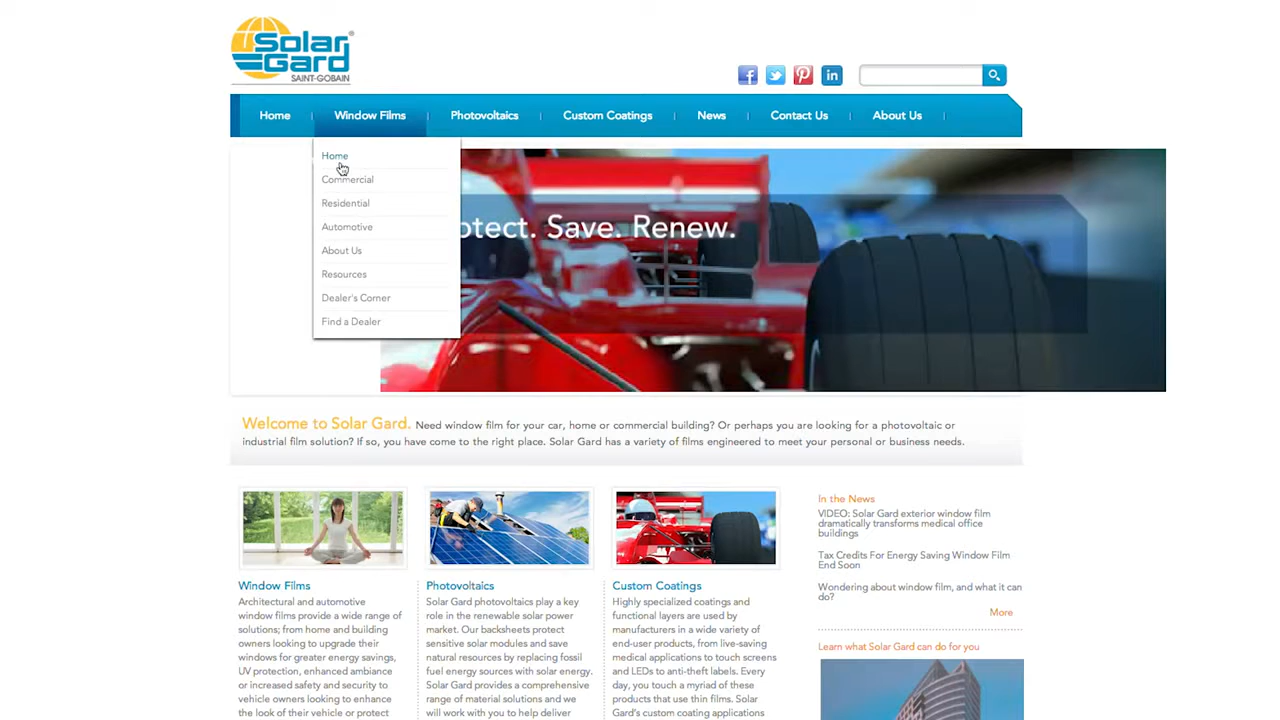 Solar
Gard
SAINT-GOBAIN
Home
Window Films
Photovoltaics
Custom Coatings
News
Contact Us
About Us
Home
Commercial
Residential
Automotive
About Us
Resources
Dealer's Corner
Find a Dealer
otect. Save. Renew.
Welcome to Solar Gard. Need window film for your car, home or commercial building? Or perhaps you are looking for a photovoltaic or
industrial film solution? If so, you have come to the right place. Solar Gard has a variety of films engineered to meet your personal or business needs.
Window Films
Architectural and automotive
window films provide a wide range of
solutions; from home and building
owners looking to upgrade their
windows for greater energy savings,
UV protection, enhanced ambiance
or increased safety and security to
vehicle owners looking to enhance
the look of their vehicle or protect
Photovoltaics
Solar Gard photovoltaics play a key
role in the renewable solar power
market. Our backsheets protect
sensitive solar modules and save
natural resources by replacing fossil
fuel energy sources with solar energy.
Solar Gard provides a comprehensive
range of material solutions and we
will work with you to help deliver
Custom Coatings
Highly specialized coatings and
functional layers are used by
manufacturers in a wide variety of
end-user products, from live-saving
medical applications to touch screens
and LEDs to anti-theft labels. Every
day, you touch a myriad of these
products that use thin films. Solar
Gard's custom coating applications
In the News
VIDEO: Solar Gard exterior window film
dramatically transforms medical office
buildings
Tax Credits For Energy Saving Window Film
End Soon
Wondering about window film, and what it can
do?
More
Learn what Solar Gard can do for you